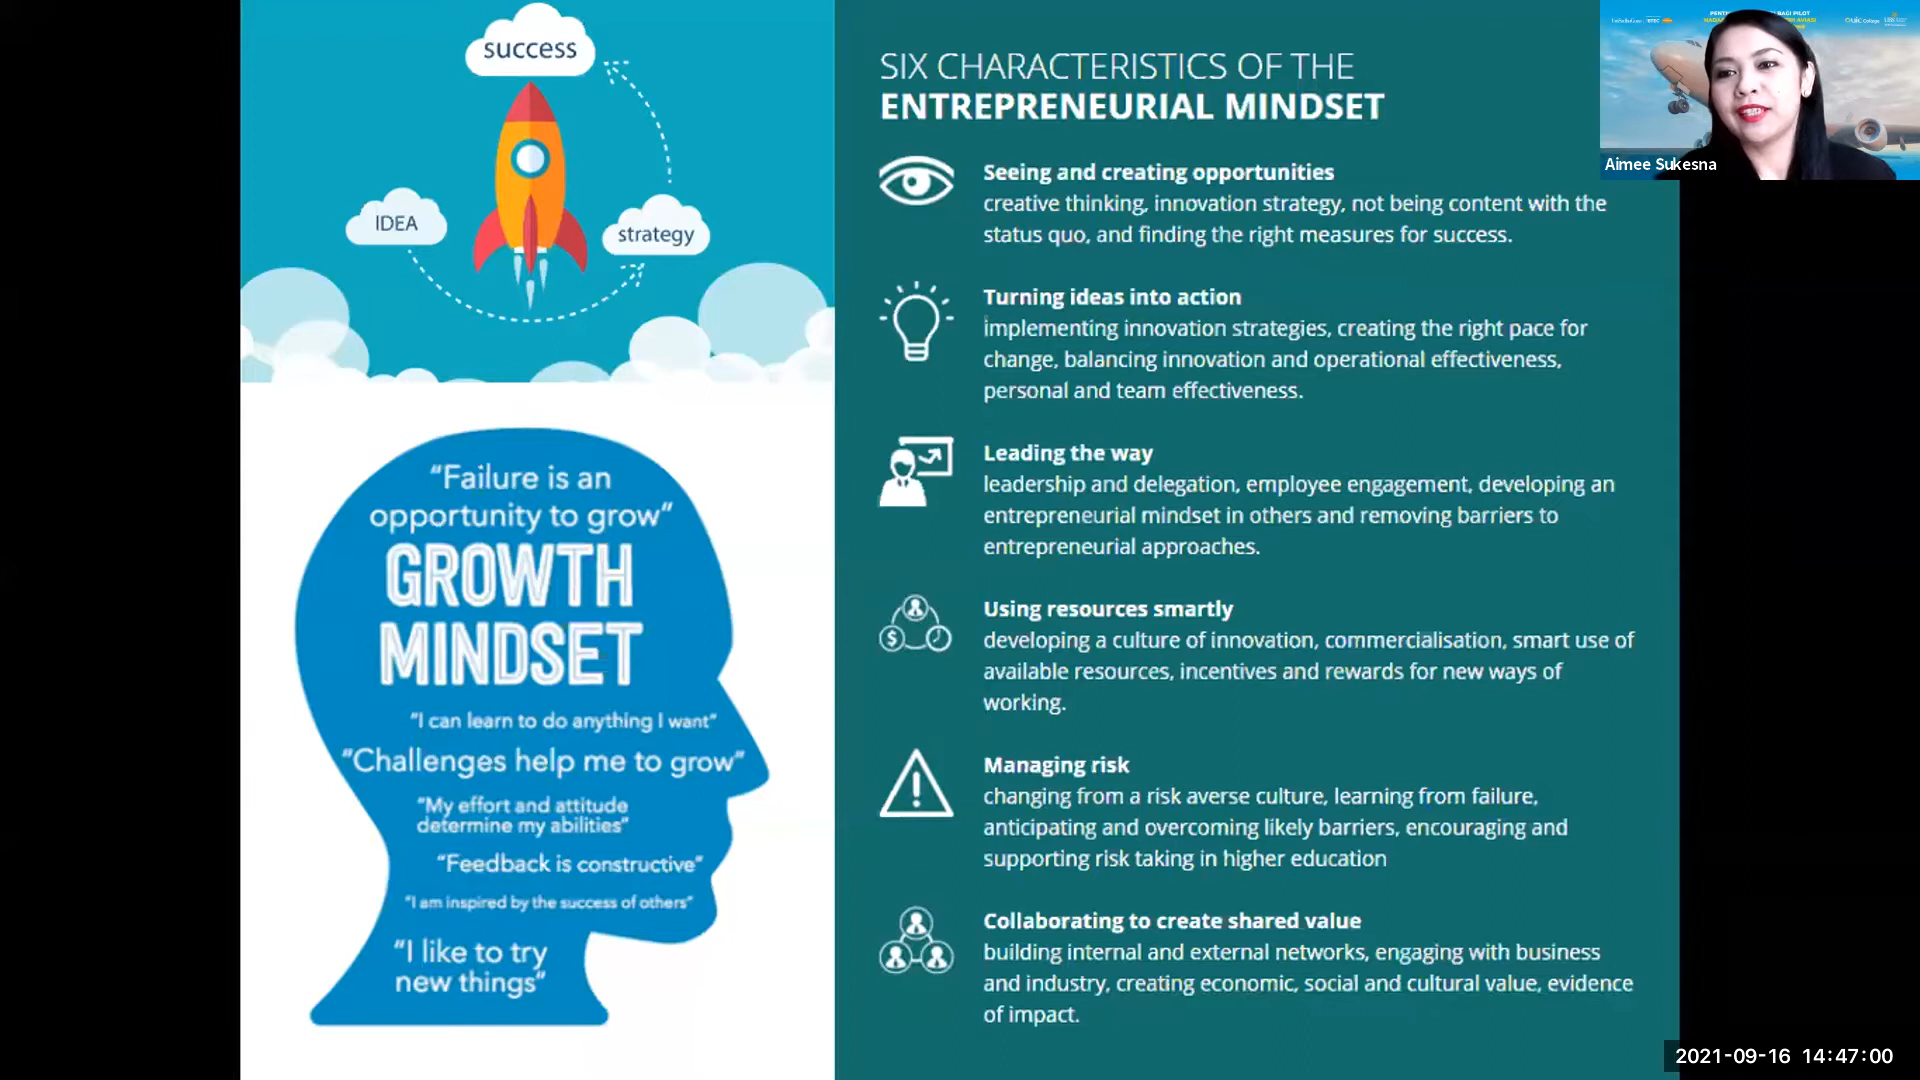 success
IDEA
strategy
“Failure is an
opportunity to grow”
GROWTH
MINDSET
“I can learn to do anything I want”
“Challenges help me to grow”
“My effort and attitude
determine my abilities”
“Feedback is constructive”
“I am inspired by the success of others”
“I like to try
new things”
SIX CHARACTERISTICS OF THE
ENTREPRENEURIAL MINDSET
Seeing and creating opportunities
creative thinking, innovation strategy, not being content with the
status quo, and finding the right measures for success.
Turning ideas into action
implementing innovation strategies, creating the right pace for
change, balancing innovation and operational effectiveness,
personal and team effectiveness.
Leading the way
leadership and delegation, employee engagement, developing an
entrepreneurial mindset in others and removing barriers to
entrepreneurial approaches.
Using resources smartly
developing a culture of innovation, commercialisation, smart use of
available resources, incentives and rewards for new ways of
working.
Managing risk
changing from a risk averse culture, learning from failure,
anticipating and overcoming likely barriers, encouraging and
supporting risk taking in higher education
Collaborating to create shared value
building internal and external networks, engaging with business
and industry, creating economic, social and cultural value, evidence
of impact.
BAGI PILOT
Aimee Sukesna
2021-09-16 14:47:00